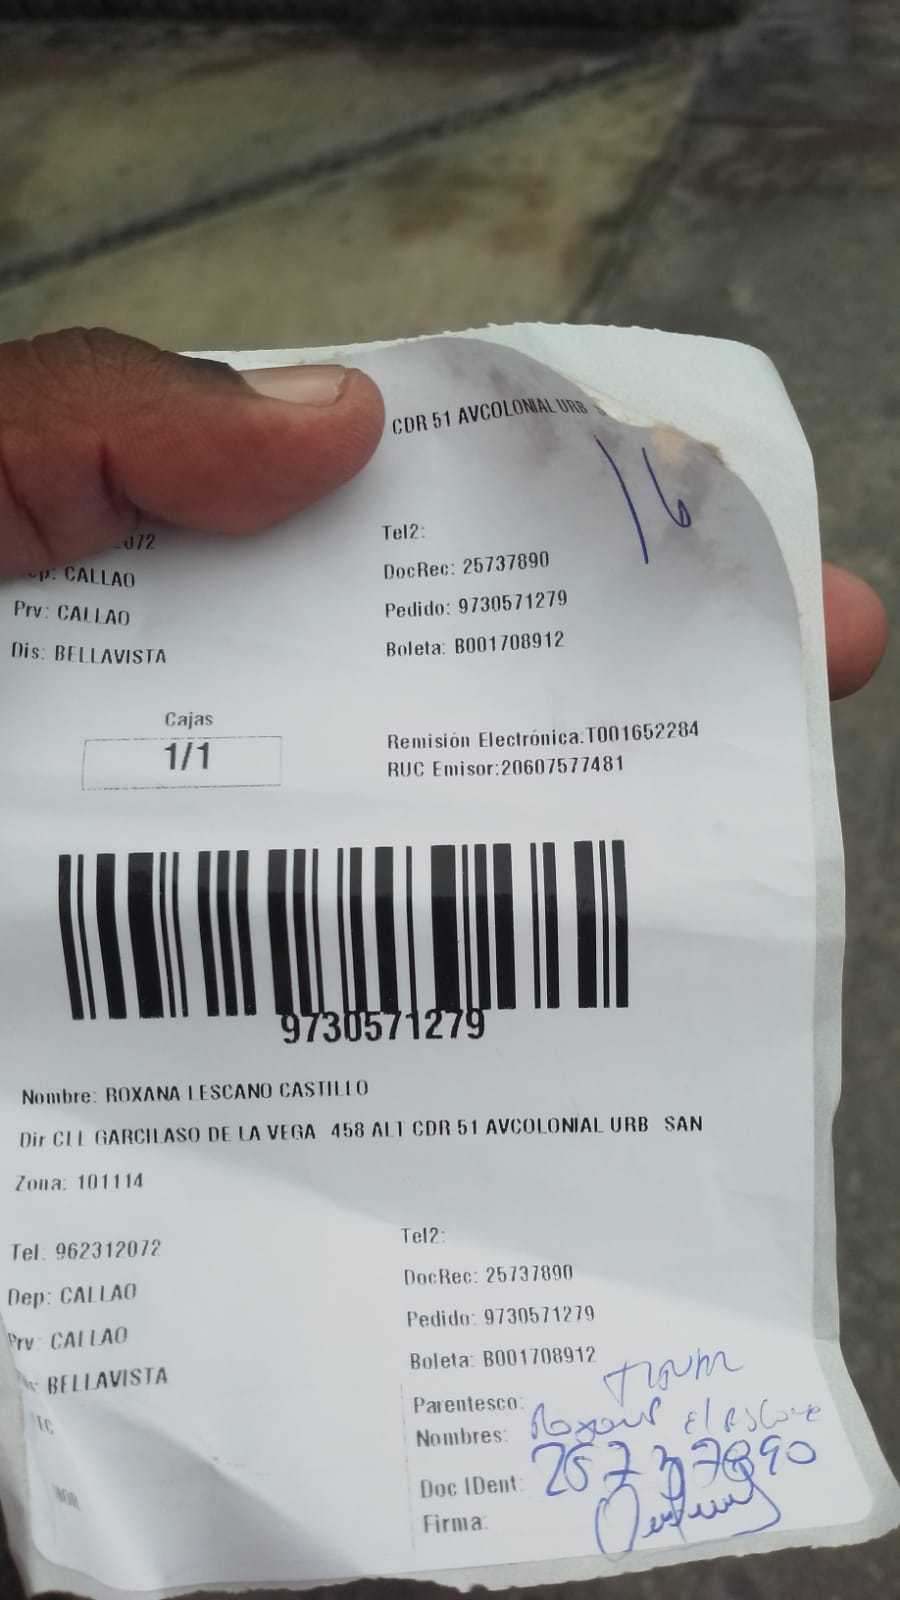 CDR 51 AVCOLONIAL URB S
16
2072
Tel2:
Dep: CALLAO
DocRec: 25737890
Prv: CALLAO
Pedido: 9730571279
Dis: BELLAVISTA
Boleta: B001708912
Cajas
1/1
Remisión Electrónica:T001652284
RUC Emisor:20607577481
9730571279
Nombre: ROXANA LESCANO CASTILLO
Dir CLL GARCILASO DE LA VEGA 458 ALT CDR 51 AVCOLONIAL URB SAN
Zona: 101114
Tel: 962312072
Tel2:
Dep: CALLAO
DocRec: 25737890
Prv: CALLAO
Pedido: 9730571279
BELLAVISTA
Boleta: B001708912
Parentesco:
Nombres:
Doc IDent: 25737890
Firma: